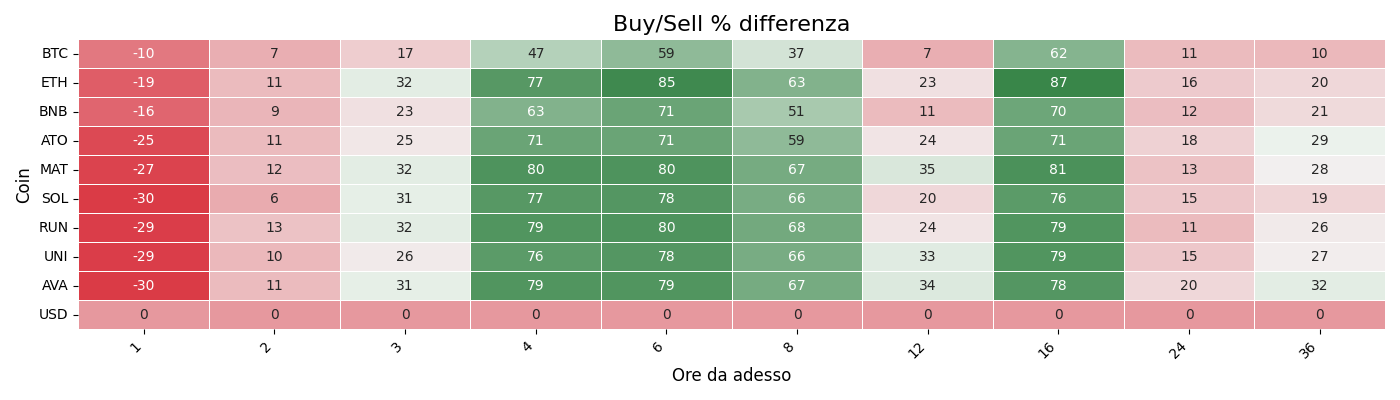 Buy/Sell % differenza
Coin
BTC -10 7 17 47 59 37 7 62 11 10
ETH -19 11 32 77 85 63 23 87 16 20
BNB -16 9 23 63 71 51 11 70 12 21
ATO -25 11 25 71 71 59 24 71 18 29
MAT -27 12 32 80 80 67 35 81 13 28
SOL -30 6 31 77 78 66 20 76 15 19
RUN -29 13 32 79 80 68 24 79 11 26
UNI -29 10 26 76 78 66 33 79 15 27
AVA -30 11 31 79 79 67 34 78 20 32
USD 0 0 0 0 0 0 0 0 0 0
1 2 3 4 6 8 12 16 24 36
Ore da adesso